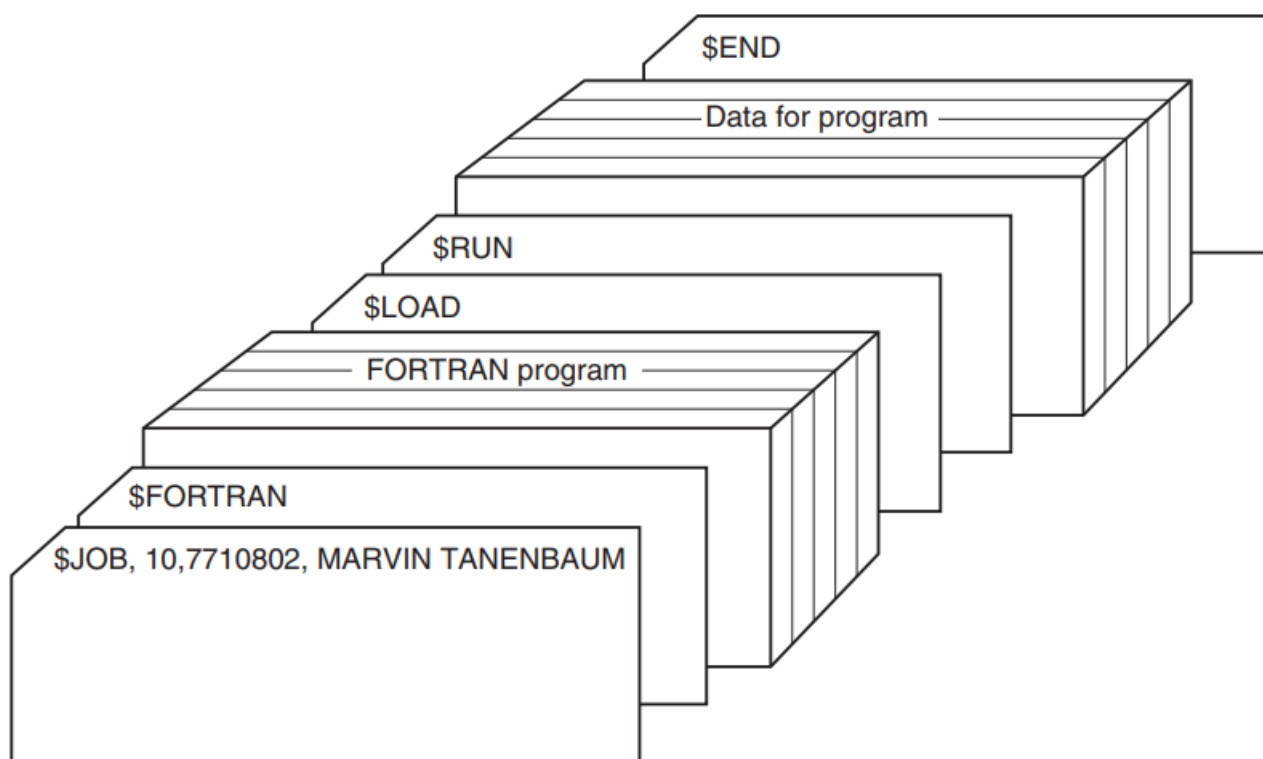 $END
Data for program
$RUN
$LOAD
FORTRAN program
$FORTRAN
$JOB, 10,7710802, MARVIN TANENBAUM